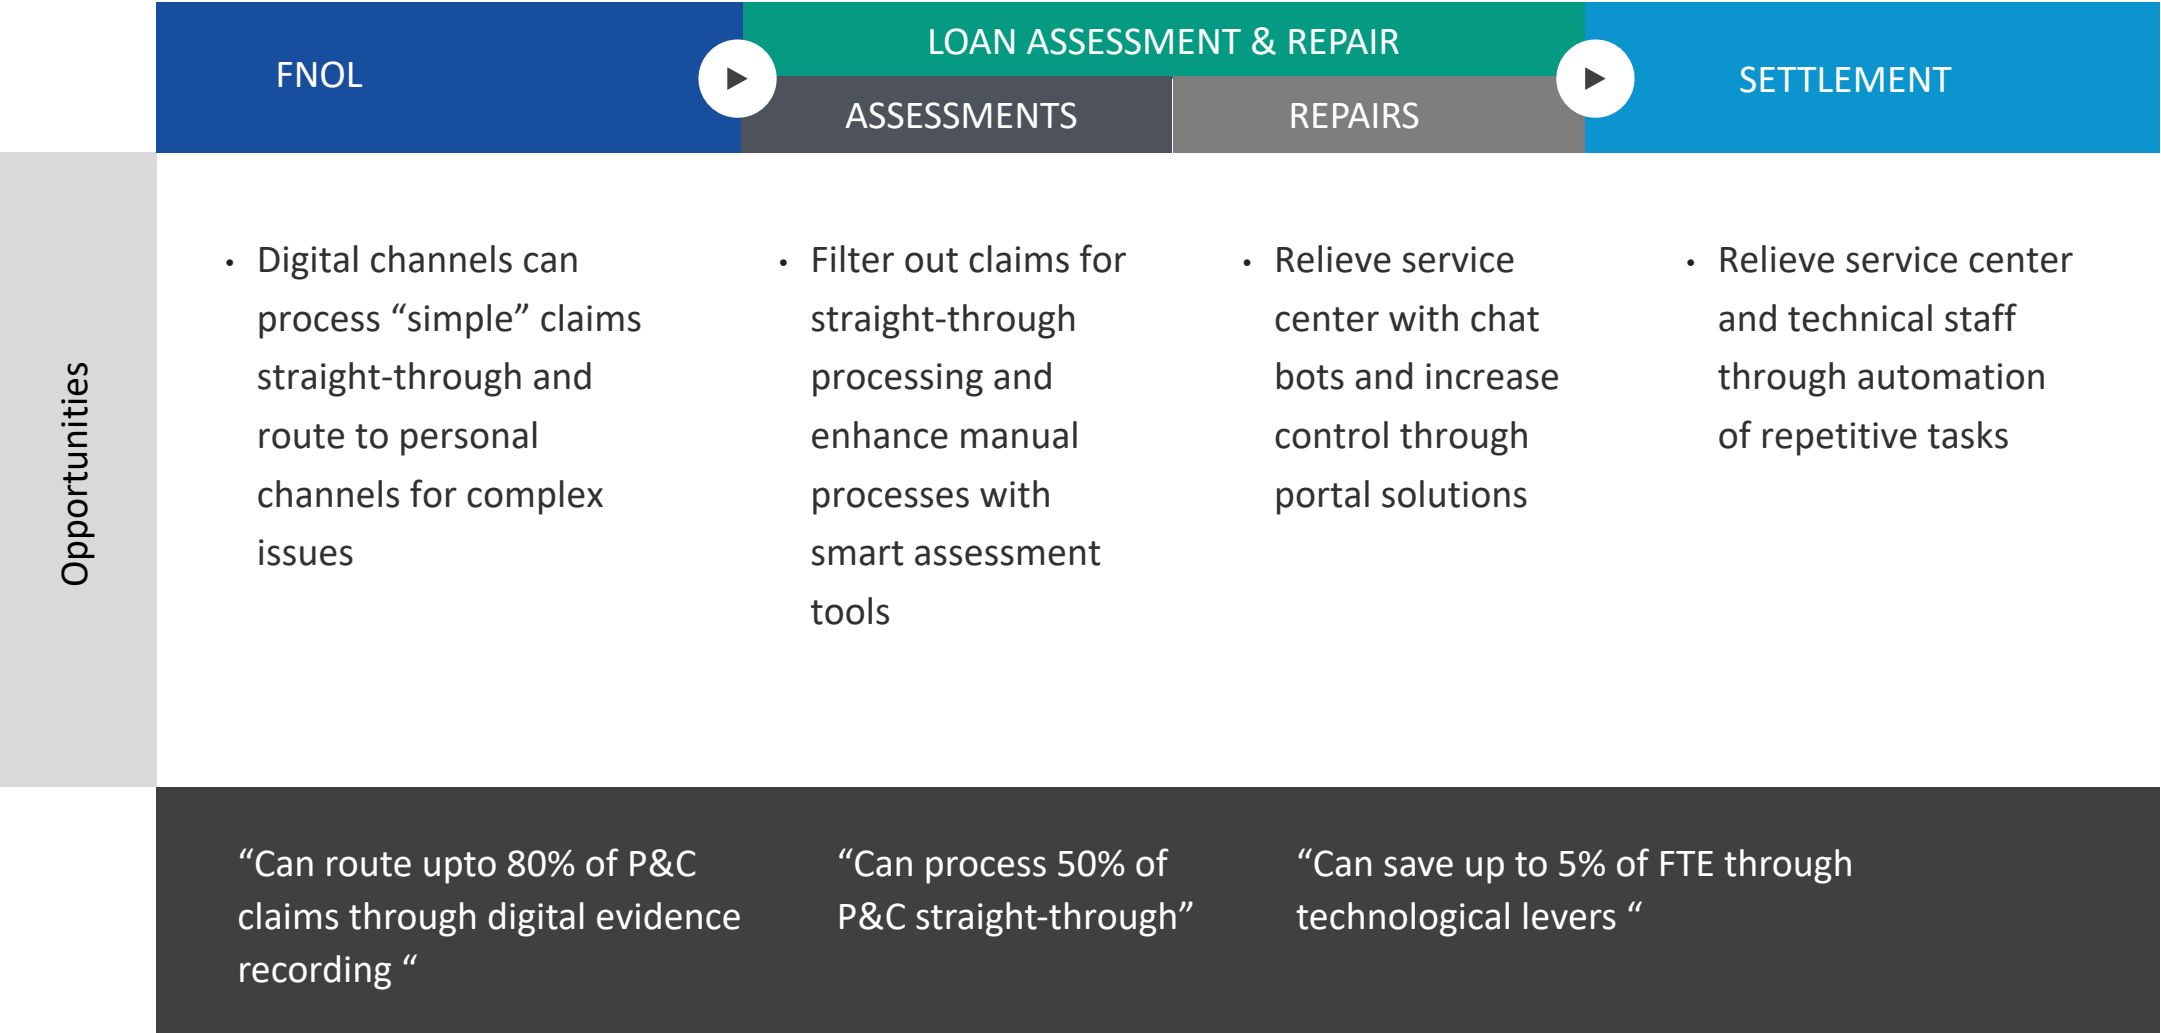 FNOL
LOAN ASSESSMENT & REPAIR
ASSESSMENTS
REPAIRS
SETTLEMENT
Opportunities
• Digital channels can
process “simple” claims
straight-through and
route to personal
channels for complex
issues
• Filter out claims for
straight-through
processing and
enhance manual
processes with
smart assessment
tools
• Relieve service
center with chat
bots and increase
control through
portal solutions
• Relieve service center
and technical staff
through automation
of repetitive tasks
“Can route upto 80% of P&C
claims through digital evidence
recording “
“Can process 50% of
P&C straight-through”
“Can save up to 5% of FTE through
technological levers “